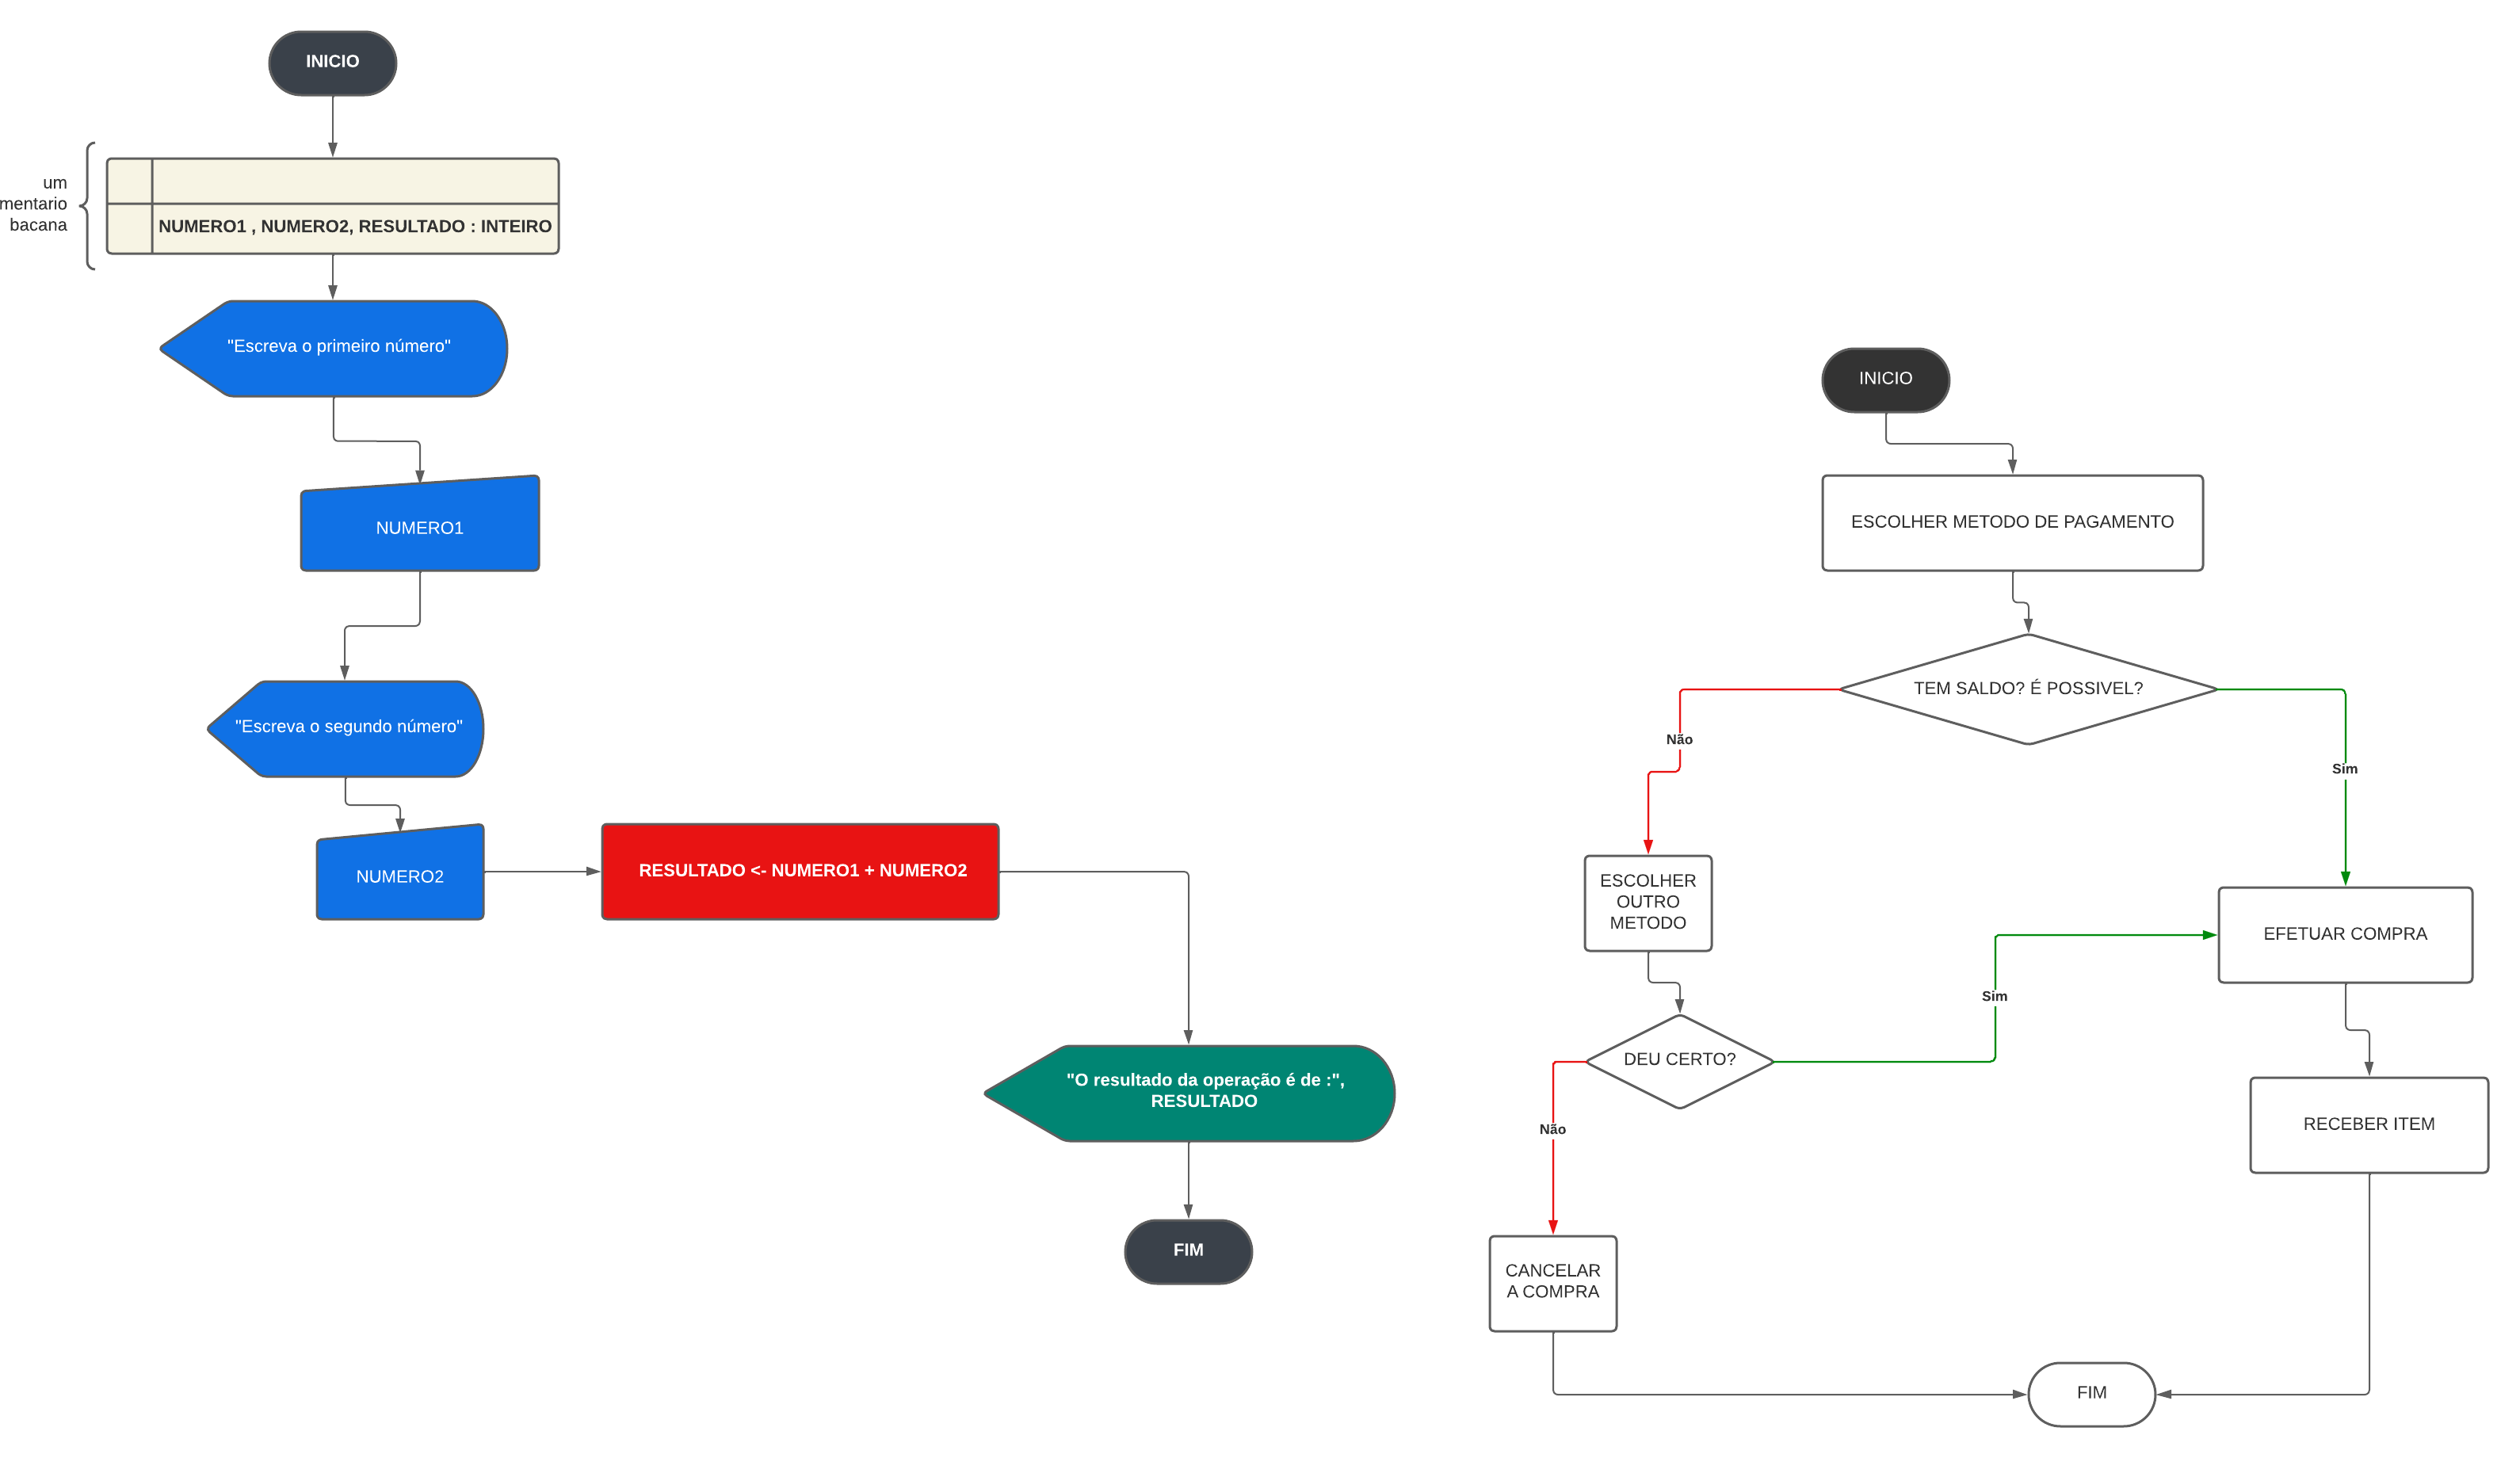 INICIO
um
mentario
bacana
NUMERO1 , NUMERO2, RESULTADO : INTEIRO
"Escreva o primeiro número"
NUMERO1
"Escreva o segundo número"
NUMERO2
RESULTADO <- NUMERO1 + NUMERO2
"O resultado da operação é de :",
RESULTADO
FIM
INICIO
ESCOLHER METODO DE PAGAMENTO
TEM SALDO? É POSSIVEL?
Não
Sim
ESCOLHER
OUTRO
METODO
EFETUAR COMPRA
Sim
DEU CERTO?
Não
RECEBER ITEM
CANCELAR
A COMPRA
FIM